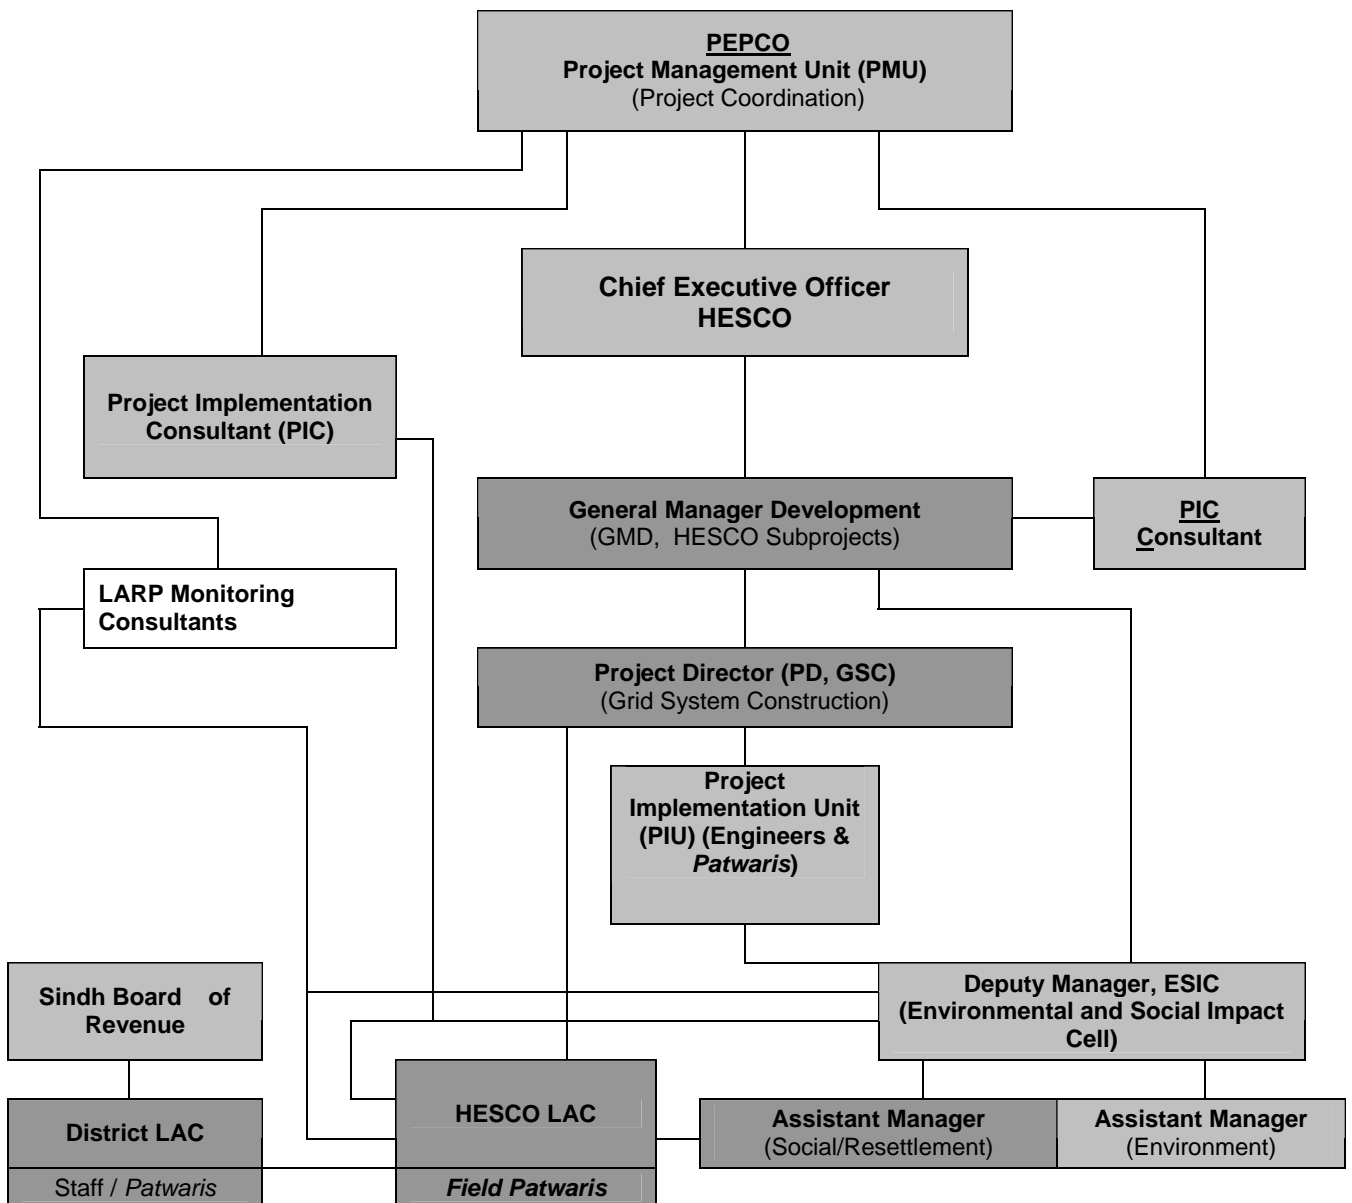 PEPCO
Project Management Unit (PMU)
(Project Coordination)
Chief Executive Officer
HESCO
Project Implementation
Consultant (PIC)
General Manager Development
(GMD, HESCO Subprojects)
PIC
Consultant
LARP Monitoring
Consultants
Project Director (PD, GSC)
(Grid System Construction)
Project
Implementation Unit
(PIU) (Engineers &
Patwaris)
Sindh Board of
Revenue
Deputy Manager, ESIC
(Environmental and Social Impact
Cell)
District LAC
Staff / Patwaris
HESCO LAC
Field Patwaris
Assistant Manager
(Social/Resettlement)
Assistant Manager
(Environment)